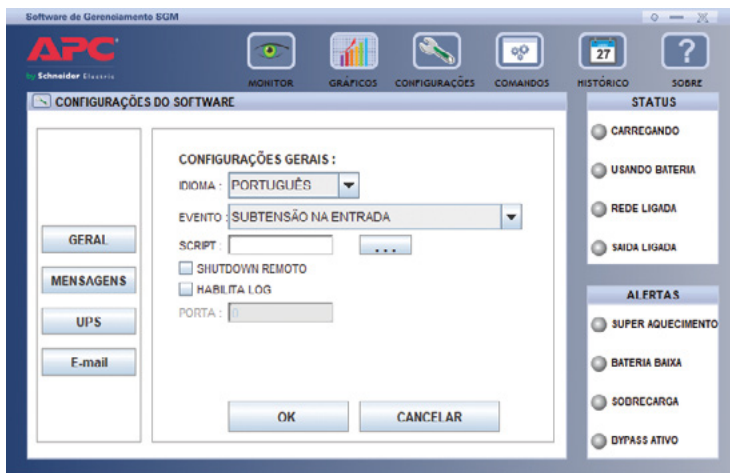 Software de Gerenciamento SGM
APC
by Schneider Electric
MONITOR
GRÁFICOS
CONFIGURAÇÕES
COMANDOS
27
HISTÓRICO
?
SOBRE
CONFIGURAÇÕES DO SOFTWARE
GERAL
MENSAGENS
UPS
E-mail
CONFIGURAÇÕES GERAIS :
IDIOMA : PORTUGUÊS
EVENTO : SUBTENSÃO NA ENTRADA
SCRIPT : ...
SHUTDOWN REMOTO
HABILITA LOG
PORTA : 0
OK CANCELAR
STATUS
CARREGANDO
USANDO BATERIA
REDE LIGADA
SAIDA LIGADA
ALERTAS
SUPER AQUECIMENTO
BATERIA BAIXA
SOBRECARGA
BYPASS ATIVO